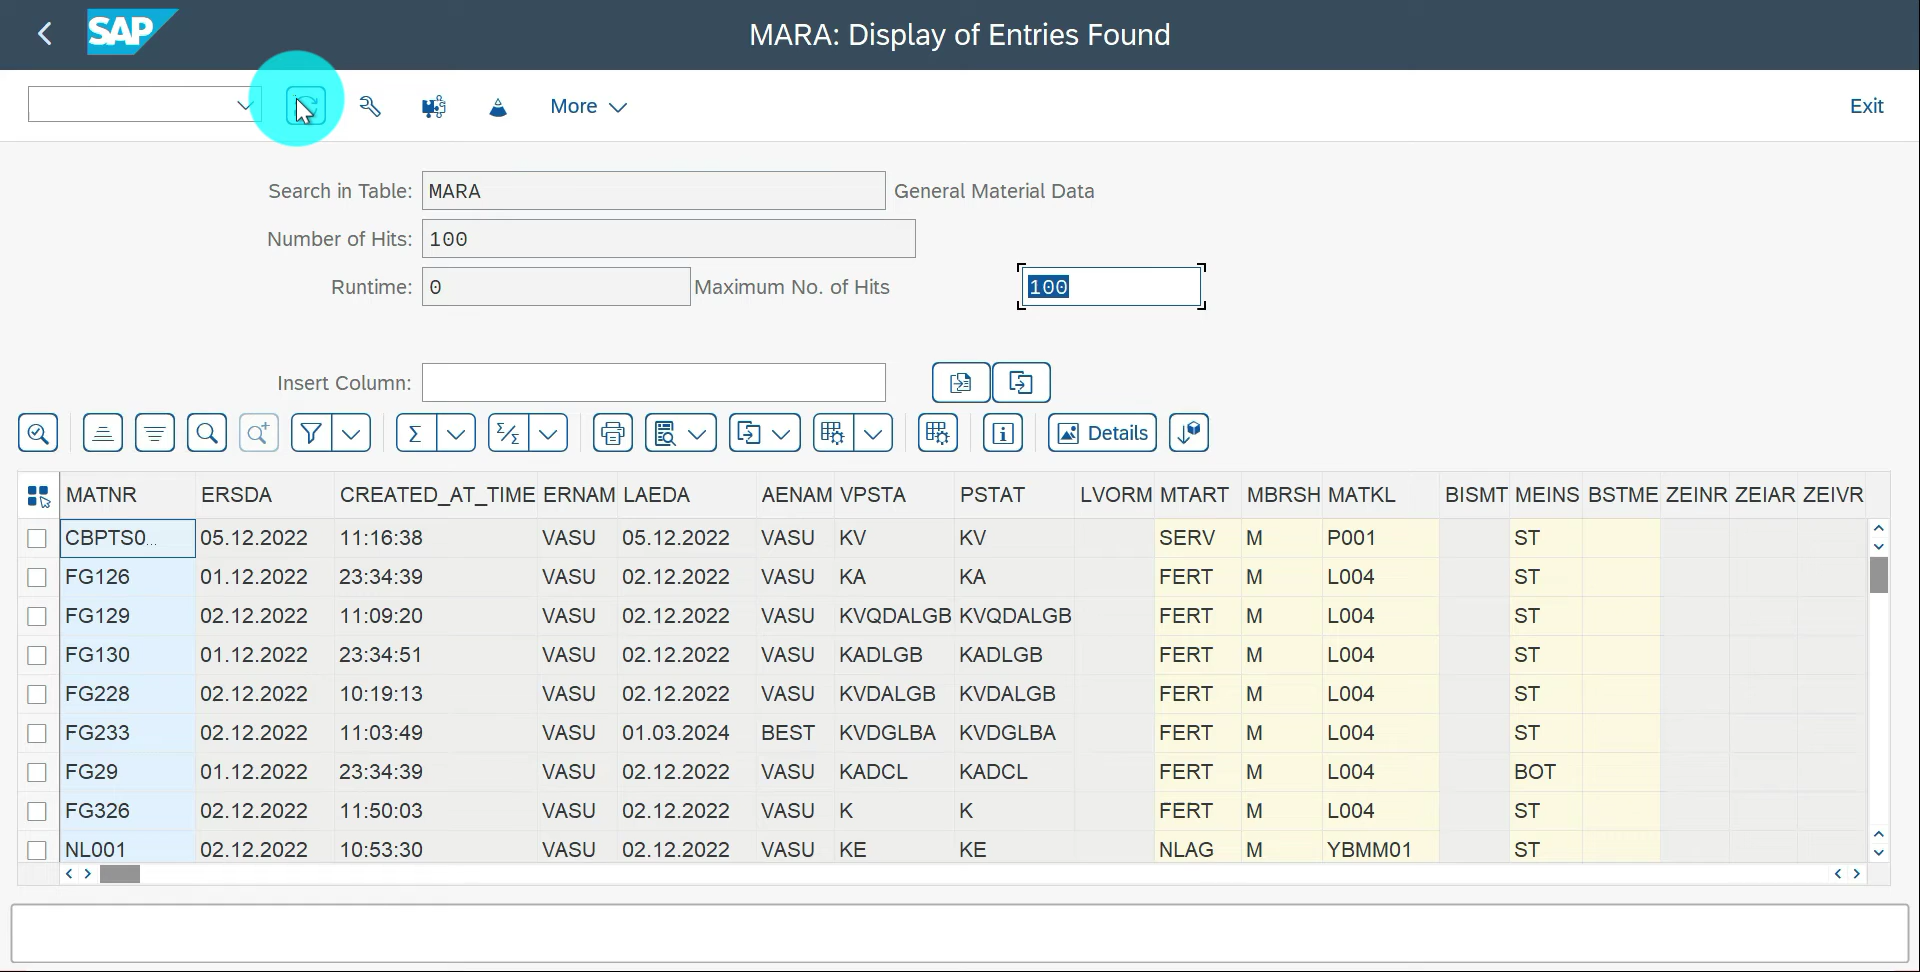 SAP MARA: Display of Entries Found
More Exit
Search in Table: MARA General Material Data
Number of Hits: 100
Runtime: 0 Maximum No. of Hits 100
Insert Column:
Details
MATNR ERSDA CREATED_AT_TIME ERNAM LAEDA AENAM VPSTA PSTAT LVORM MTART MBRSH MATKL BISMT MEINS BSTME ZEINR ZEIAR ZEIVR
CBPTS0... 05.12.2022 11:16:38 VASU 05.12.2022 VASU KV KV SERV M P001 ST
FG126 01.12.2022 23:34:39 VASU 02.12.2022 VASU KA KA FERT M L004 ST
FG129 02.12.2022 11:09:20 VASU 02.12.2022 VASU KVQDALGB KVQDALGB FERT M L004 ST
FG130 01.12.2022 23:34:51 VASU 02.12.2022 VASU KADLGB KADLGB FERT M L004 ST
FG228 02.12.2022 10:19:13 VASU 02.12.2022 VASU KVDALGB KVDALGB FERT M L004 ST
FG233 02.12.2022 11:03:49 VASU 01.03.2024 BEST KVDGLBA KVDGLBA FERT M L004 ST
FG29 01.12.2022 23:34:39 VASU 02.12.2022 VASU KADCL KADCL FERT M L004 BOT
FG326 02.12.2022 11:50:03 VASU 02.12.2022 VASU K K FERT M L004 ST
NL001 02.12.2022 10:53:30 VASU 02.12.2022 VASU KE KE NLAG M YBMM01 ST